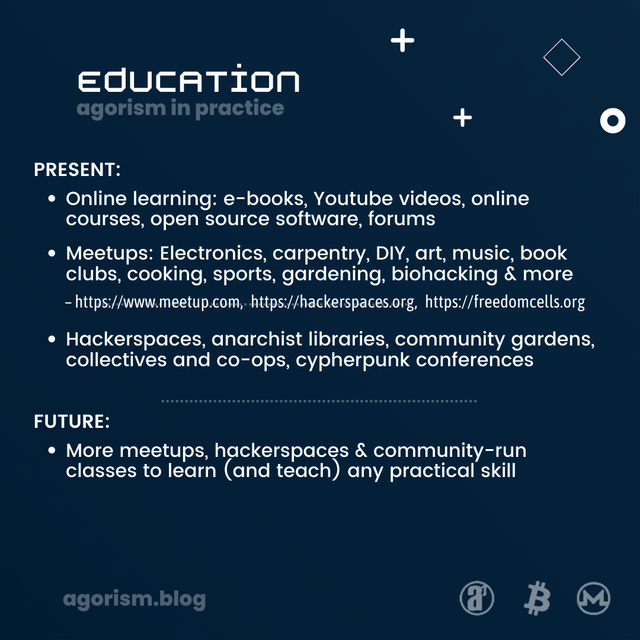 EDUCATION
agorism in practice
PRESENT:
• Online learning: e-books, Youtube videos, online
courses, open source software, forums
• Meetups: Electronics, carpentry, DIY, art, music, book
clubs, cooking, sports, gardening, biohacking & more
– https://www.meetup.com, https://hackerspaces.org, https://freedomcells.org
• Hackerspaces, anarchist libraries, community gardens,
collectives and co-ops, cypherpunk conferences
FUTURE:
• More meetups, hackerspaces & community-run
classes to learn (and teach) any practical skill
agorism.blog